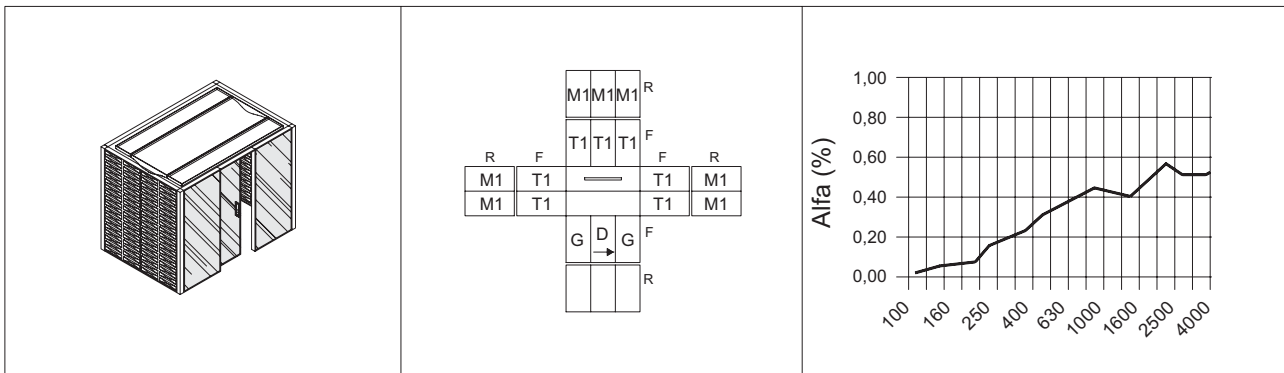 M1 M1 M1 R
T1 T1 T1 F
R F F R
M1 T1 T1 M1
M1 T1 T1 M1
G D G F
R
Alfa (%)
1,00
0,80
0,60
0,40
0,20
0,00
100 160 250 400 630 1000 1600 2500 4000